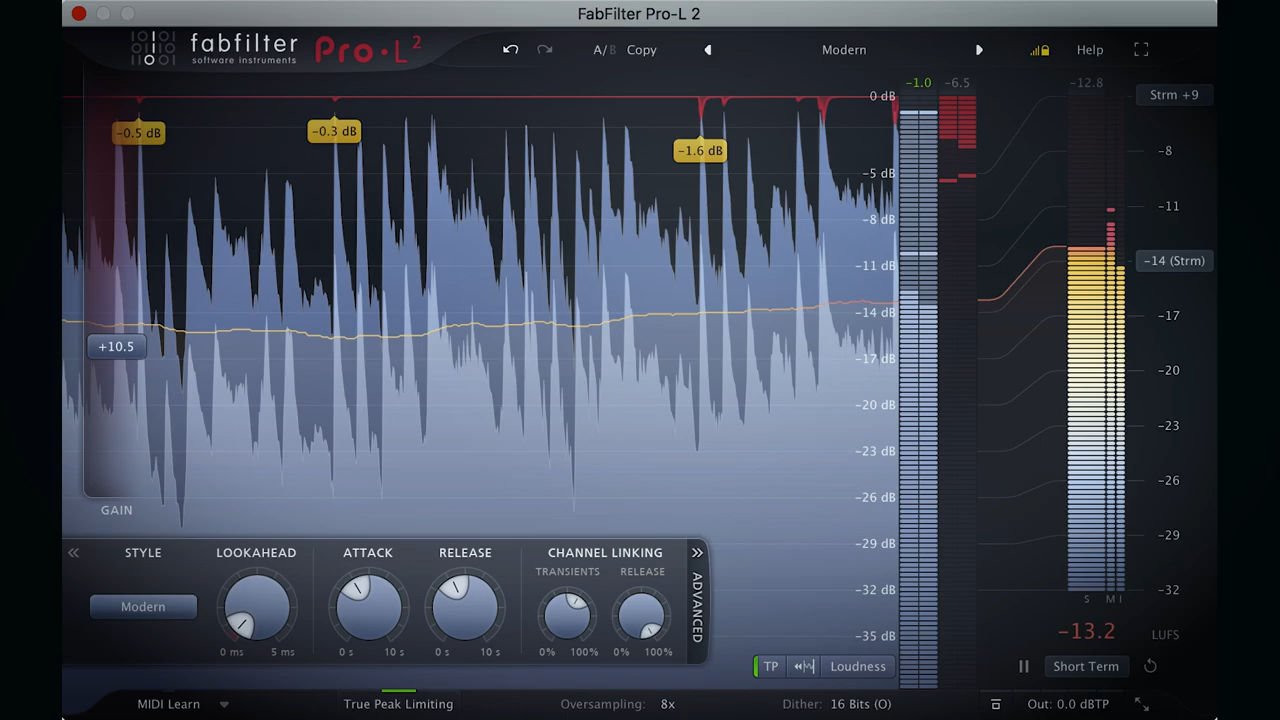 FabFilter Pro-L 2
fabfilter
software instruments
Pro·L 2
A/B Copy
Modern
Help
-1.0 -6.5 -12.8
0 dB
Strm +9
-0.5 dB
-0.3 dB
-1.6 dB
-5 dB
-8 dB
-11 dB
-14 dB
-17 dB
-20 dB
-23 dB
-26 dB
-29 dB
-32 dB
-35 dB
-8
-11
-14 (Strm)
-17
-20
-23
-26
-29
-32
+10.5
GAIN
S M I
-13.2 LUFS
STYLE LOOKAHEAD ATTACK RELEASE CHANNEL LINKING
TRANSIENTS RELEASE
Modern
0 ms 5 ms 0 s 10 s 0 s 10 s 0% 100% 0% 100%
ADVANCED
TP Loudness
Short Term
MIDI Learn True Peak Limiting Oversampling: 8x Dither: 16 Bits (O) Out: 0.0 dBTP